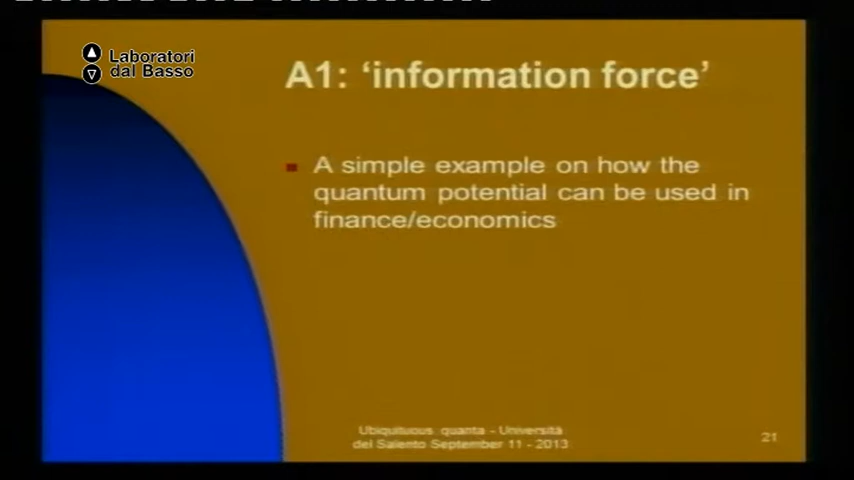 Laboratori
dal Basso
A1: ‘information force’
A simple example on how the
quantum potential can be used in
finance/economics
Ubiquituous quanta - Università
del Salento September 11 - 2013
21